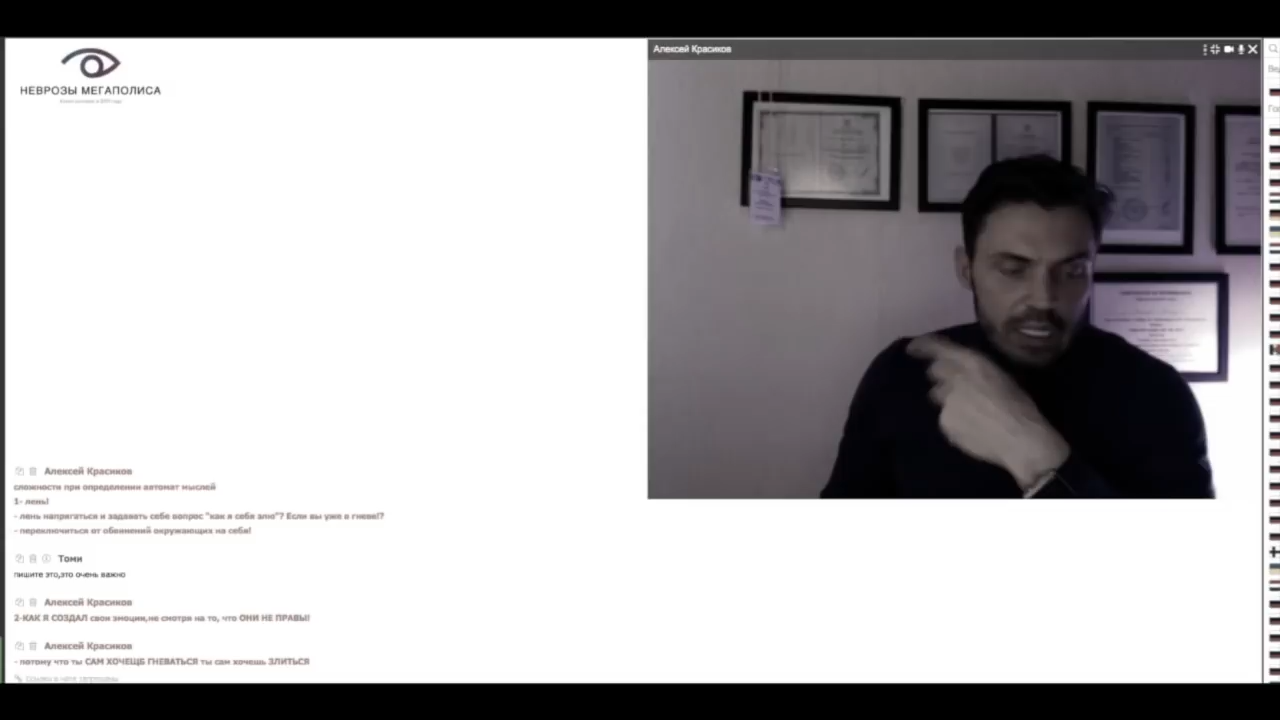 НЕВРОЗЫ МЕГАПОЛИСА
Алексей Красиков
Алексей Красиков
сложности при определении автомат мыслей
1- лень!
- лень напрягаться и задавать себе вопрос "как я себя злю"? Если вы уже в гневе!?
- переключиться от обвинений окружающих на себя!
Томи
пишите это,это очень важно
Алексей Красиков
2-КАК Я СОЗДАЛ свои эмоции,не смотря на то, что ОНИ НЕ ПРАВЫ!
Алексей Красиков
- потому что ты САМ ХОЧЕЩБ ГНЕВАТЬСЯ ты сам хочешь ЗЛИТЬСЯ
Ссылки в чате запрещены